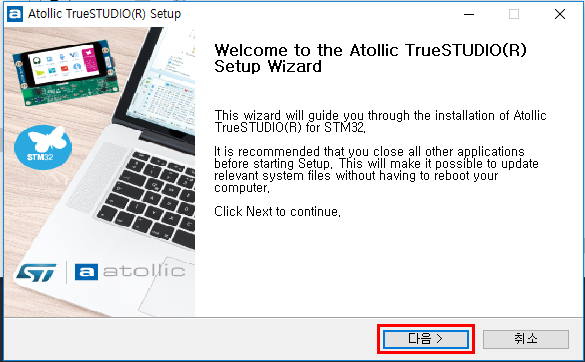 Atollic TrueSTUDIO(R) Setup
Welcome to the Atollic TrueSTUDIO(R)
Setup Wizard
This wizard will guide you through the installation of Atollic
TrueSTUDIO(R) for STM32.
It is recommended that you close all other applications
before starting Setup. This will make it possible to update
relevant system files without having to reboot your
computer.
Click Next to continue.
STM32
ST
a atollic
다음 >
취소